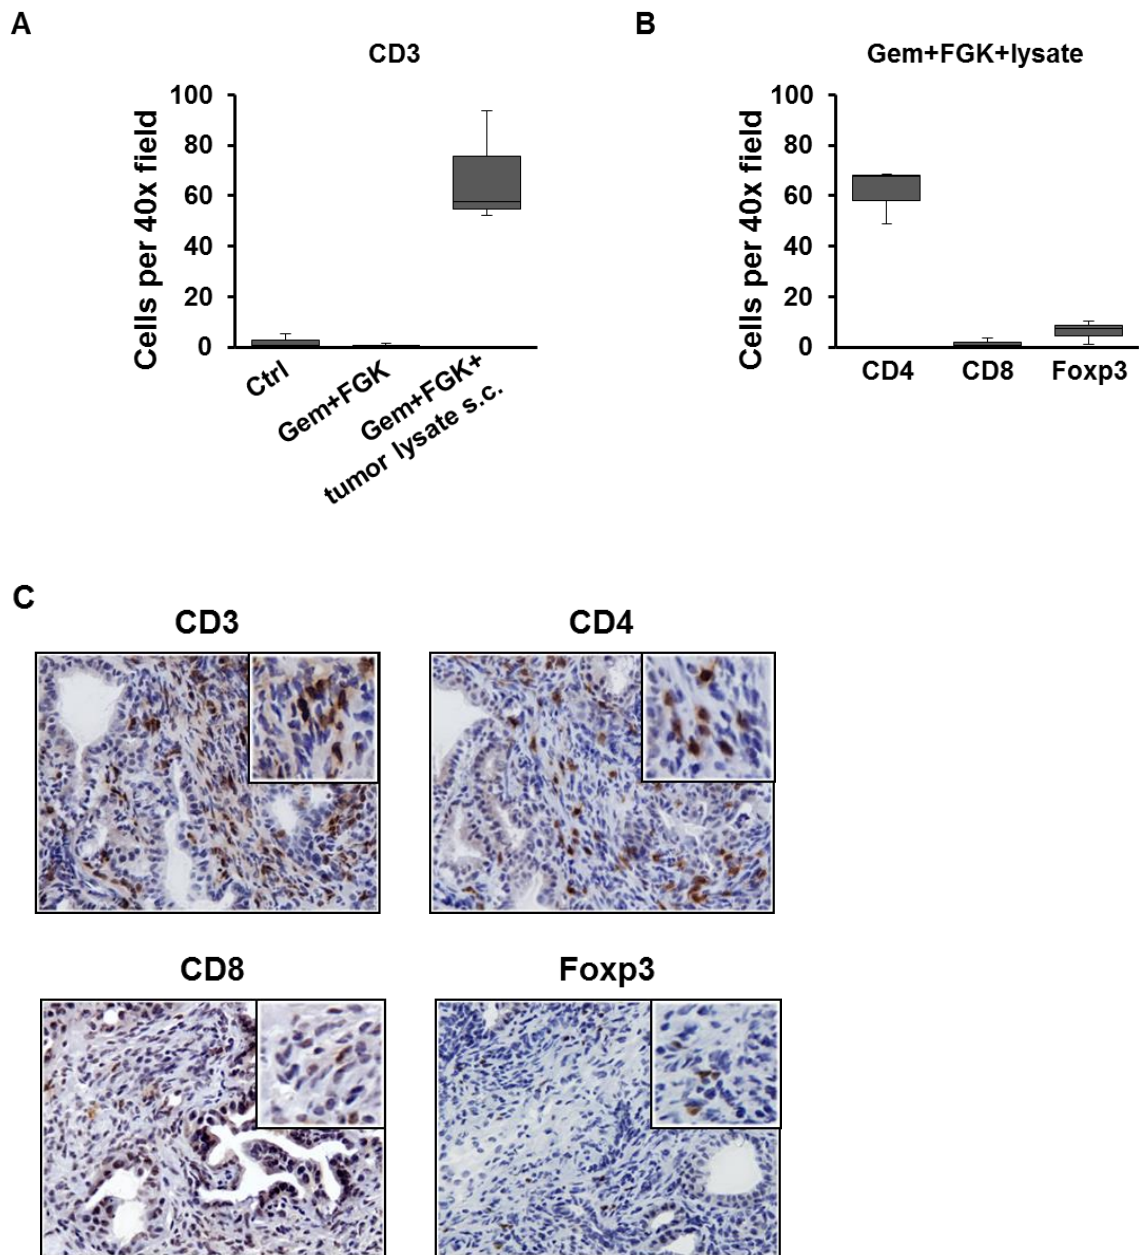 A
CD3
Cells per 40x field
100
80
60
40
20
0
Ctrl
Gem+FGK
Gem+FGK+
tumor lysate s.c.
B
Gem+FGK+lysate
Cells per 40x field
100
80
60
40
20
0
CD4
CD8
Foxp3
C
CD3
CD4
CD8
Foxp3